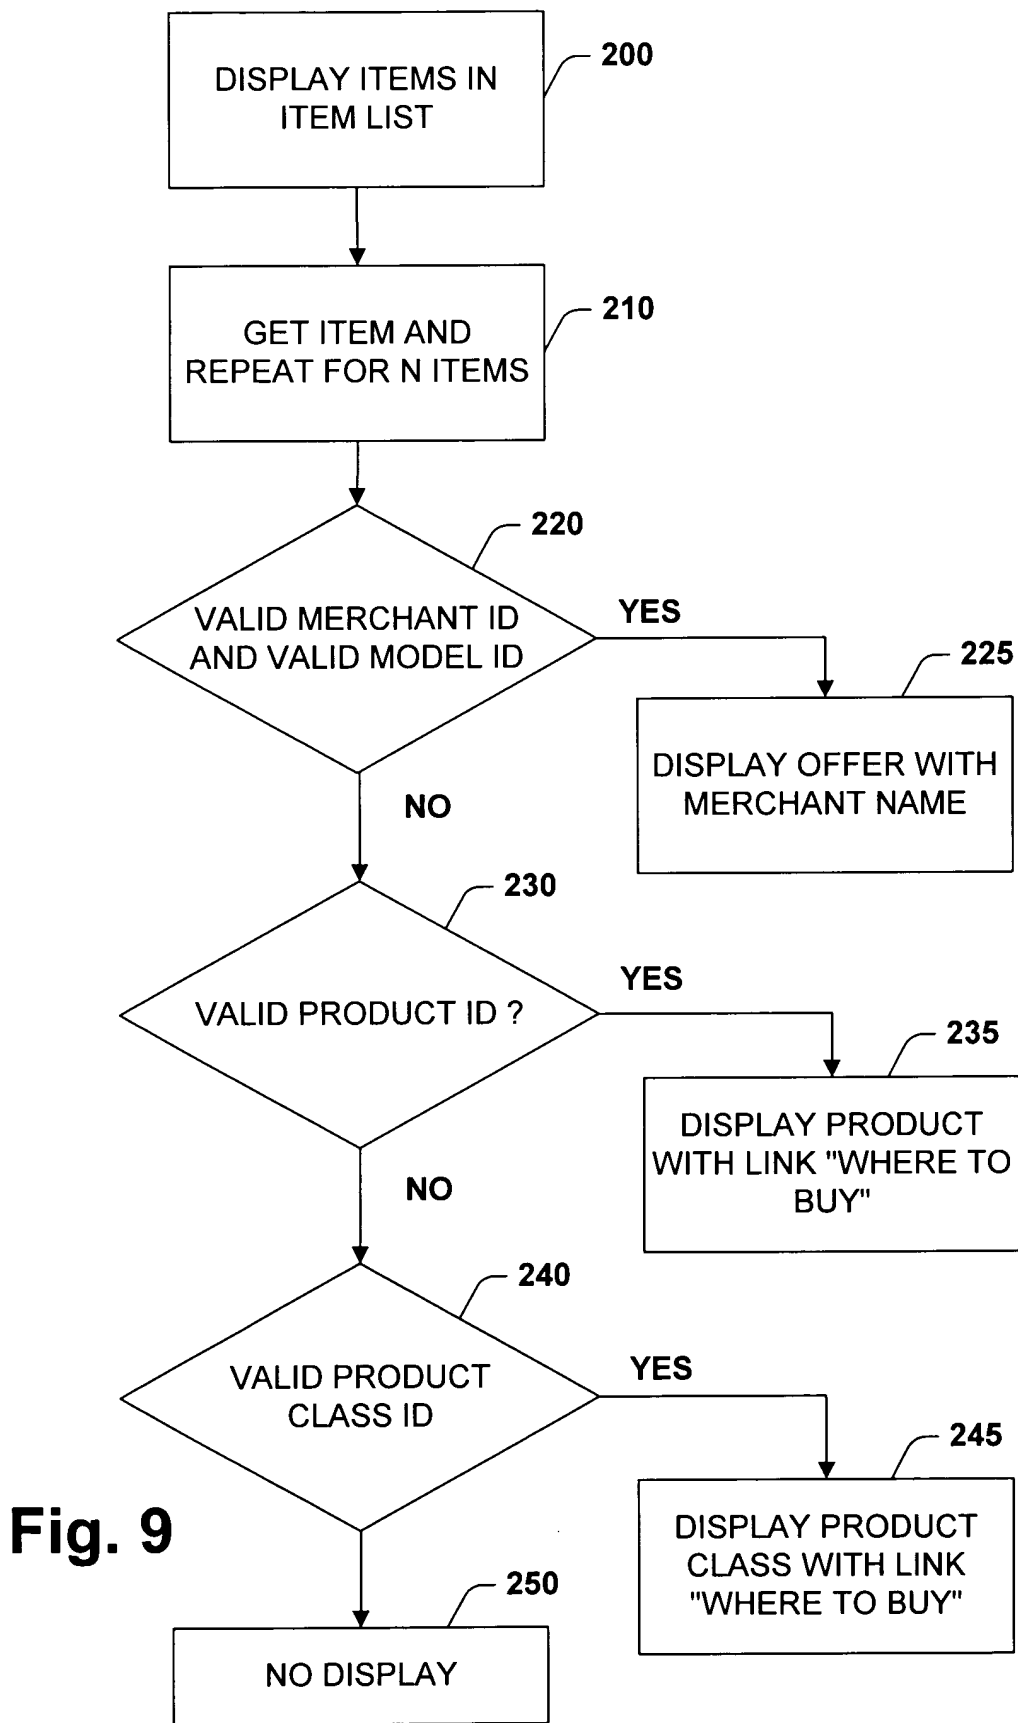 DISPLAY ITEMS IN
ITEM LIST
200
GET ITEM AND
REPEAT FOR N ITEMS
210
VALID MERCHANT ID
AND VALID MODEL ID
220
YES
225
DISPLAY OFFER WITH
MERCHANT NAME
NO
230
VALID PRODUCT ID ?
YES
235
DISPLAY PRODUCT
WITH LINK "WHERE TO
BUY"
NO
240
VALID PRODUCT
CLASS ID
YES
245
DISPLAY PRODUCT
CLASS WITH LINK
"WHERE TO BUY"
Fig. 9
250
NO DISPLAY